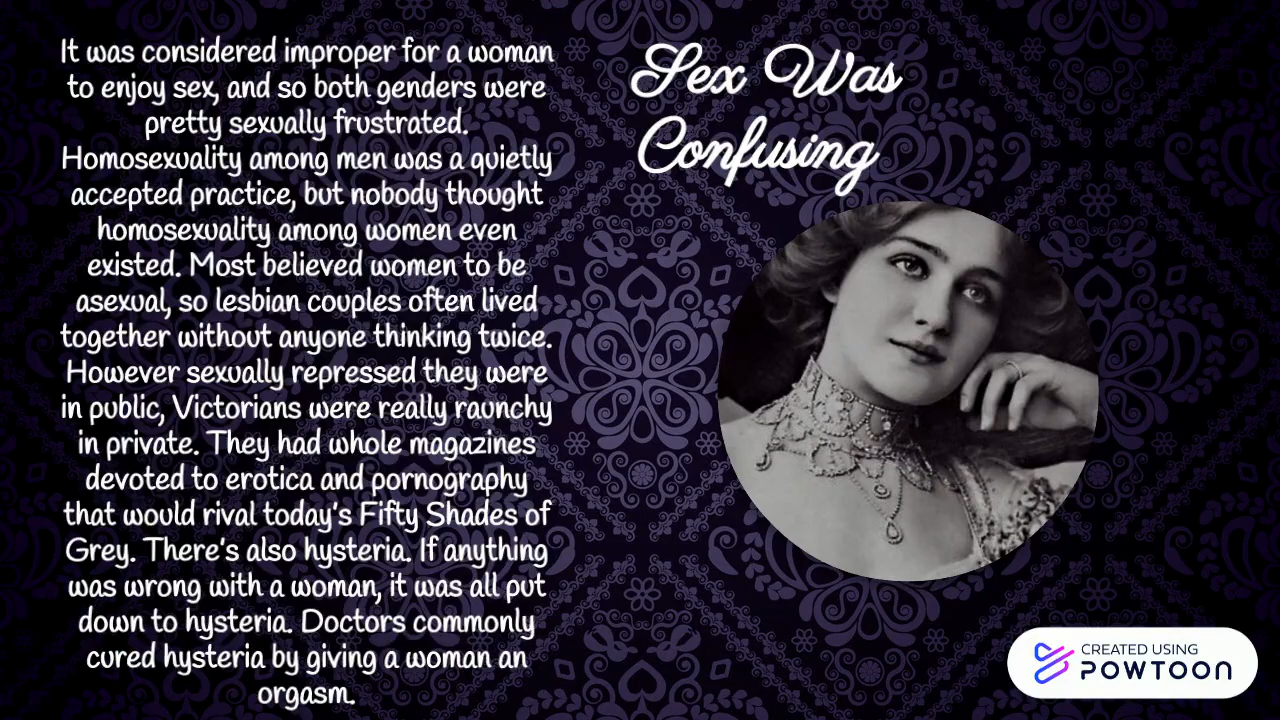 Sex Was
Confusing
It was considered improper for a woman
to enjoy sex, and so both genders were
pretty sexually frustrated.
Homosexuality among men was a quietly
accepted practice, but nobody thought
homosexuality among women even
existed. Most believed women to be
asexual, so lesbian couples often lived
together without anyone thinking twice.
However sexually repressed they were
in public, Victorians were really raunchy
in private. They had whole magazines
devoted to erotica and pornography
that would rival today's Fifty Shades of
Grey. There's also hysteria. If anything
was wrong with a woman, it was all put
down to hysteria. Doctors commonly
cured hysteria by giving a woman an
orgasm.
CREATED USING
POWTOON